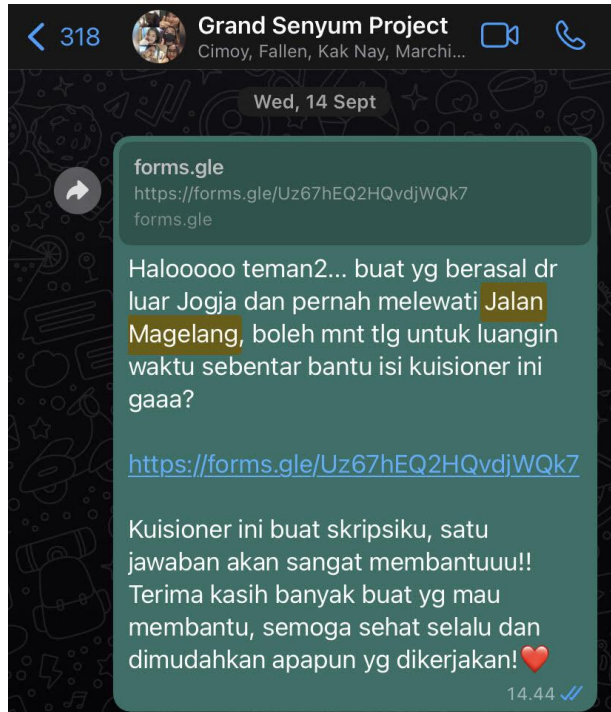 318
Grand Senyum Project
Cimoy, Fallen, Kak Nay, Marchi...
Wed, 14 Sept
forms.gle
https://forms.gle/Uz67hEQ2HQvdjWQk7
forms.gle
Halooooo teman2... buat yg berasal dr
luar Jogja dan pernah melewati Jalan
Magelang, boleh mnt tlg untuk luangin
waktu sebentar bantu isi kuisioner ini
gaaa?
https://forms.gle/Uz67hEQ2HQvdjWQk7
Kuisioner ini buat skripsiku, satu
jawaban akan sangat membantuuu!!
Terima kasih banyak buat yg mau
membantu, semoga sehat selalu dan
dimudahkan apapun yg dikerjakan!❤️
14.44